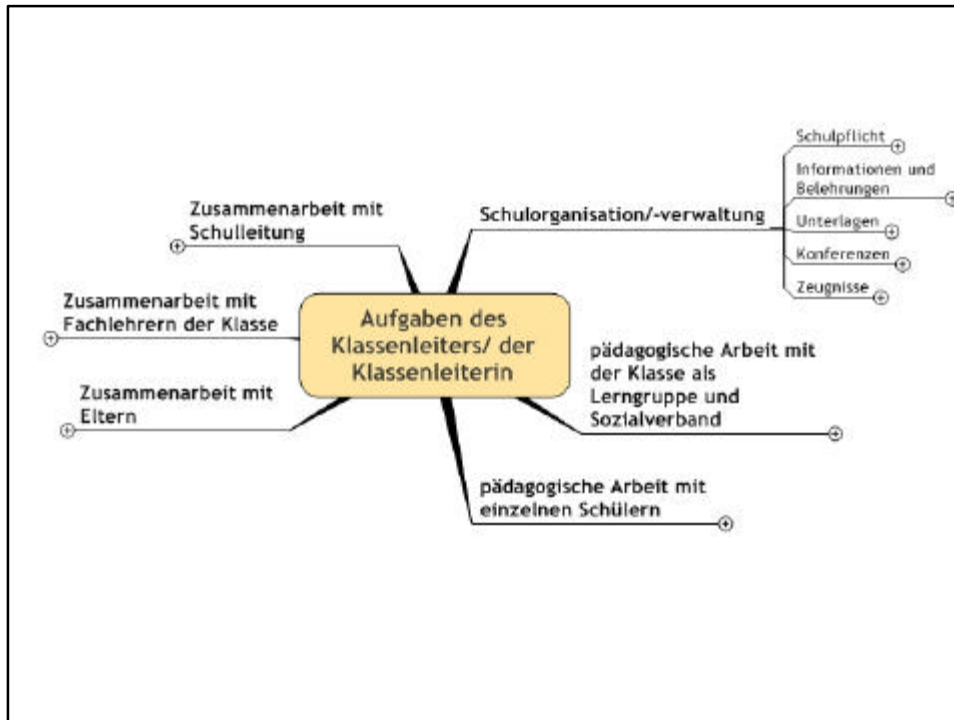 Schulpflicht
Informationen und
Belehrungen
Unterlagen
Konferenzen
Zeugnisse
Schulorganisation/-verwaltung
Zusammenarbeit mit
Schulleitung
Zusammenarbeit mit
Fachlehrern der Klasse
Zusammenarbeit mit
Eltern
Aufgaben des
Klassenleiters/ der
Klassenleiterin
pädagogische Arbeit mit
der Klasse als
Lerngruppe und
Sozialverband
pädagogische Arbeit mit
einzelnen Schülern